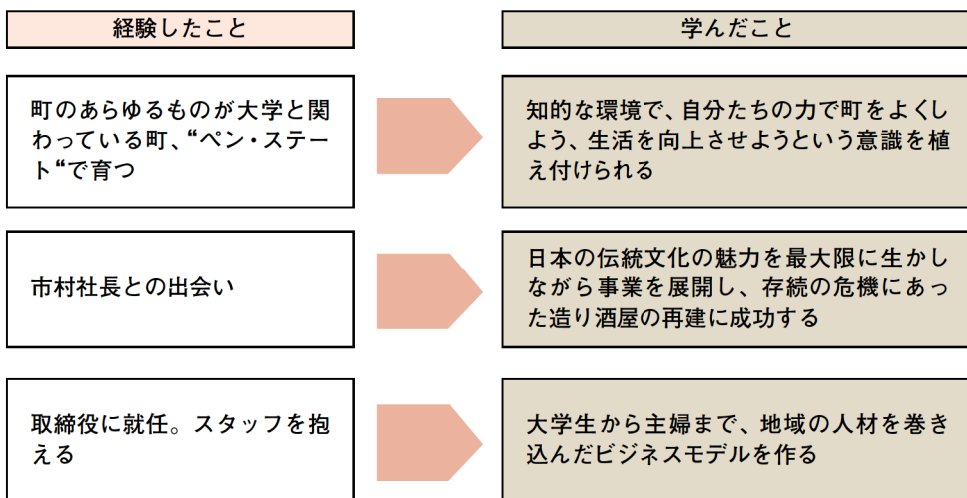 経験したこと
学んだこと
町のあらゆるものが大学と関
わっている町、“ペン・ステー
ト“で育つ
知的な環境で、自分たちの力で町をよくし
よう、生活を向上させようという意識を植
え付けられる
市村社長との出会い
日本の伝統文化の魅力を最大限に生かし
ながら事業を展開し、存続の危機にあっ
た造り酒屋の再建に成功する
取締役に就任。スタッフを抱
える
大学生から主婦まで、地域の人材を巻き
込んだビジネスモデルを作る